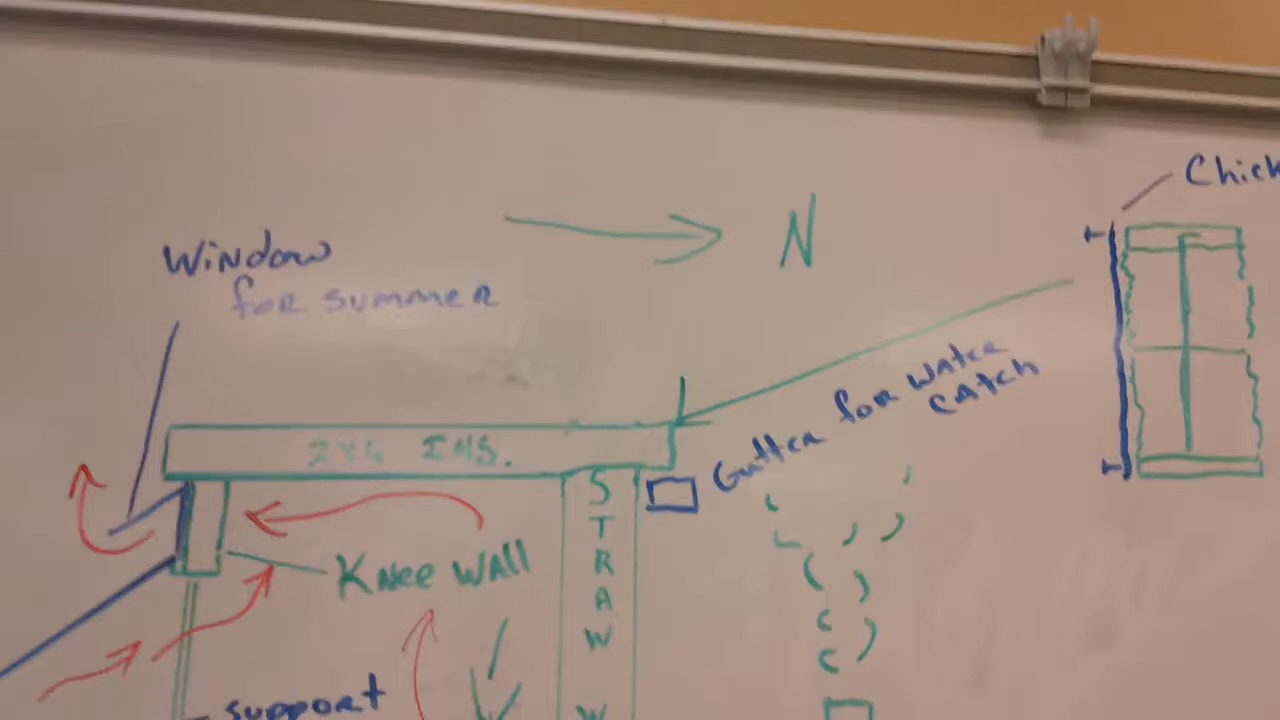 Chick
N
Window
for summer
Gutter for water
catch
2x6 INS.
STRAW W
Knee wall
support